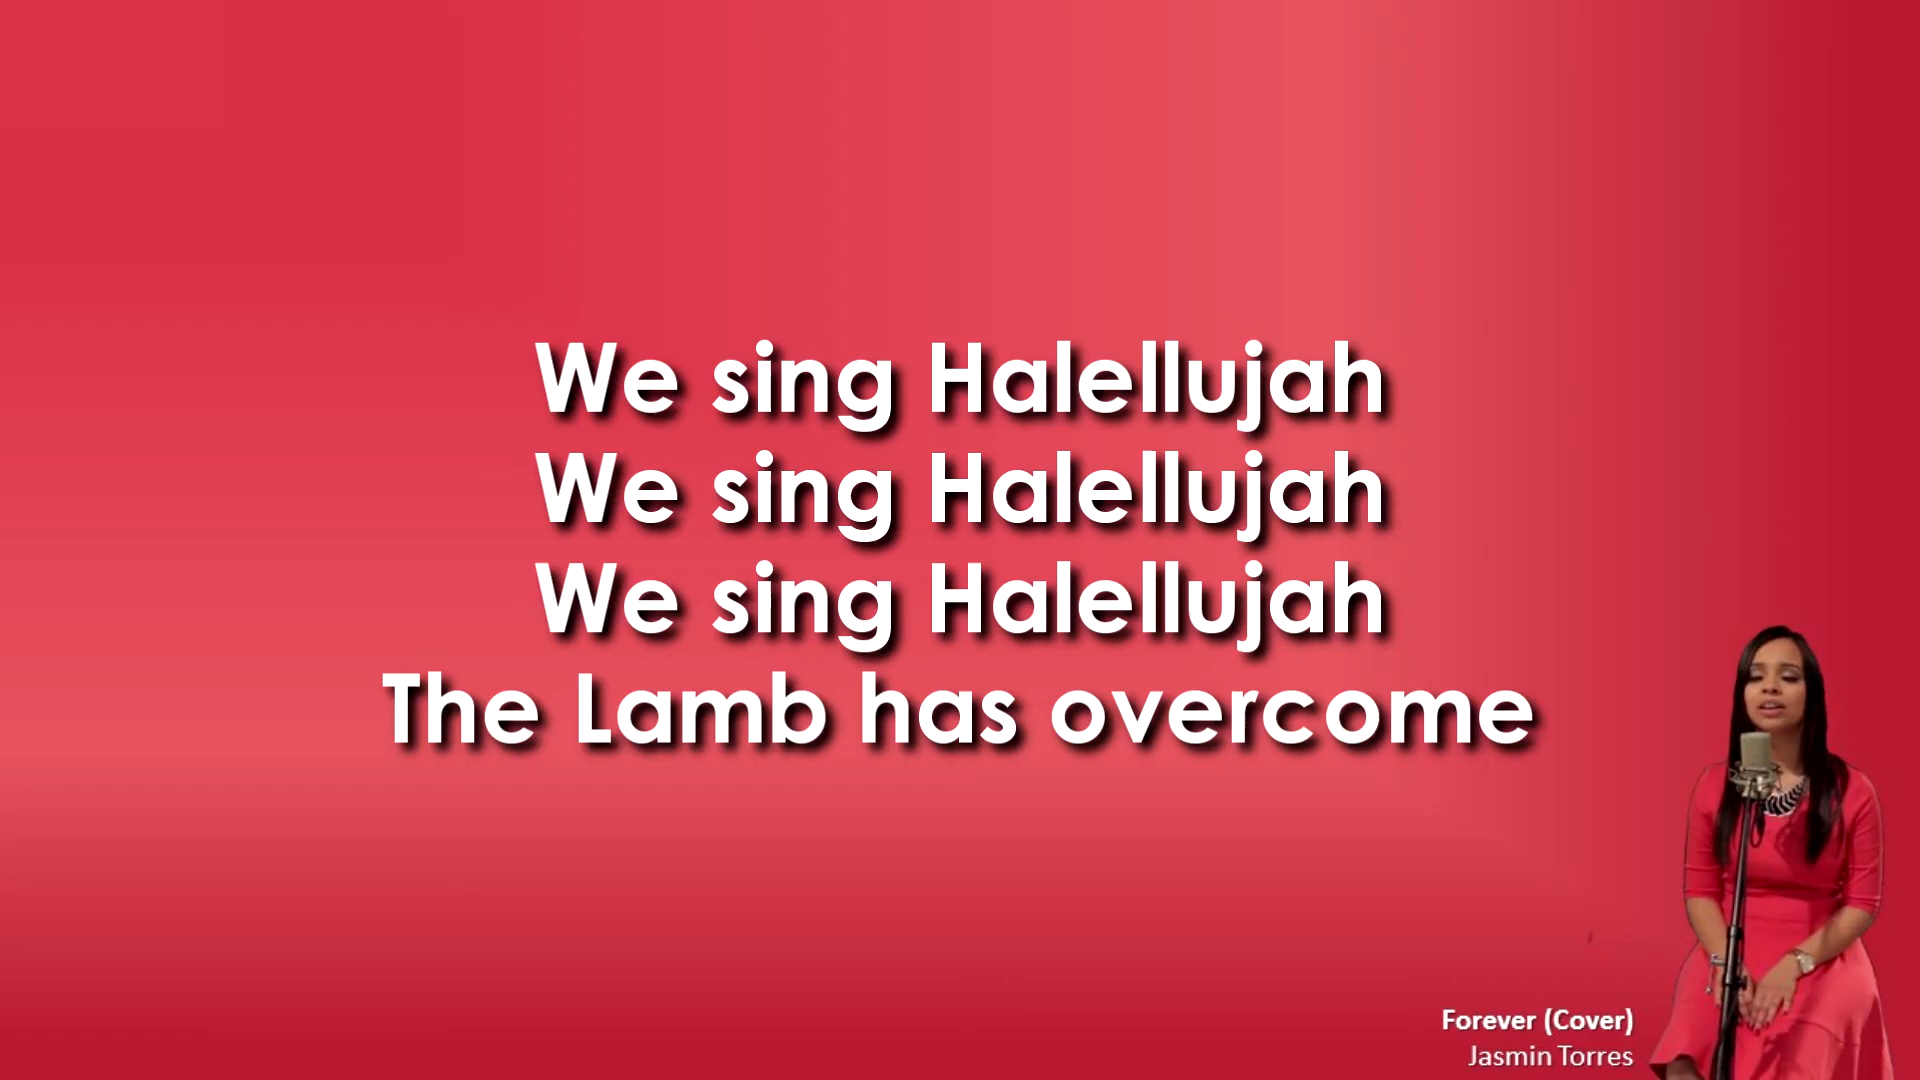 We sing Halellujah
We sing Halellujah
We sing Halellujah
The Lamb has overcome
Forever (Cover)
Jasmin Torres